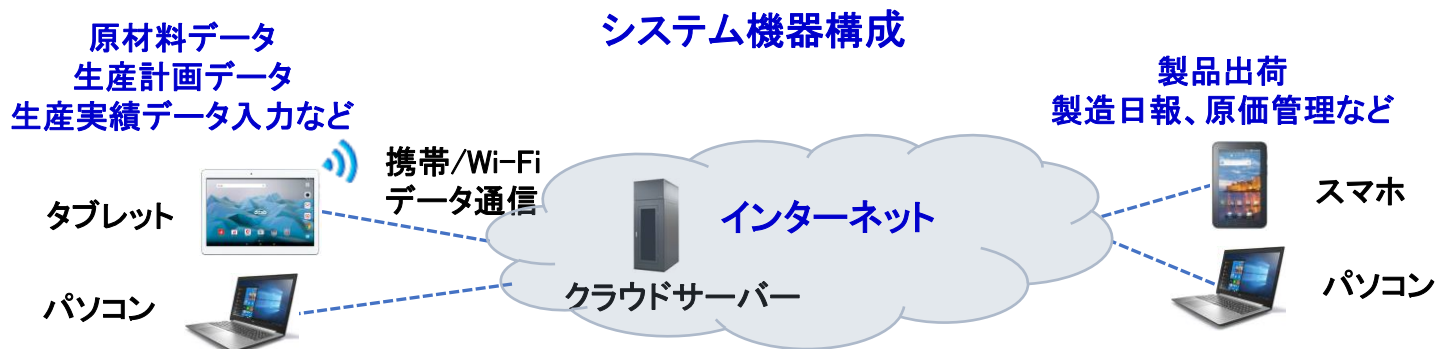 システム機器構成
原材料データ
生産計画データ
生産実績データ入力など
製品出荷
製造日報、原価管理など
携帯/Wi-Fi
データ通信
タブレット
インターネット
スマホ
パソコン
クラウドサーバー
パソコン